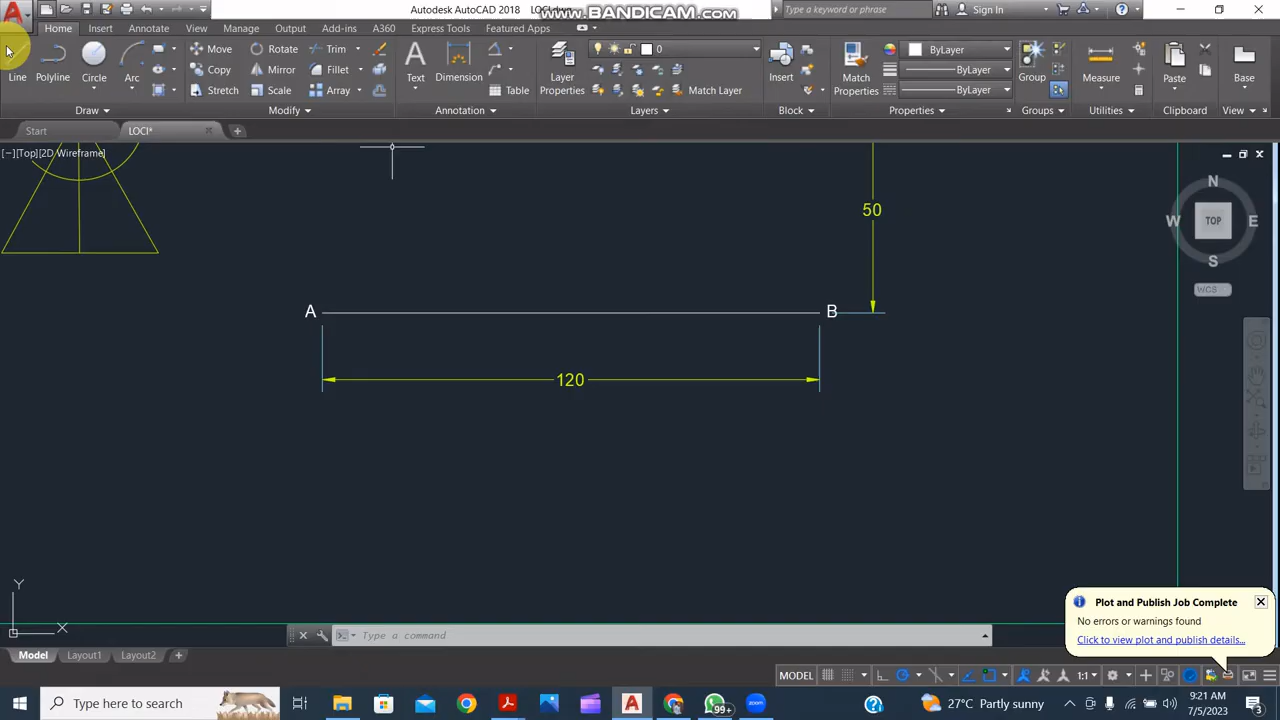 Autodesk AutoCAD 2018 LOCI.dwg
WWW.BANDICAM.COM
Type a keyword or phrase
Sign In
Home Insert Annotate View Manage Output Add-ins A360 Express Tools Featured Apps
Line Polyline Circle Arc
Move Rotate Trim
Copy Mirror Fillet
Stretch Scale Array
Text Dimension Table
Layer Properties
0
Match Layer
Insert
Match Properties
ByLayer
ByLayer
ByLayer
Group
Measure
Paste
Base
Draw Modify Annotation Layers Block Properties Groups Utilities Clipboard View
Start LOCI*
[−][Top][2D Wireframe]
N
W TOP E
S
WCS
50
A B
120
Y
X
Plot and Publish Job Complete
No errors or warnings found
Click to view plot and publish details...
Type a command
Model Layout1 Layout2
MODEL 1:1
Type here to search
99+
27°C Partly sunny
9:21 AM
7/5/2023
3